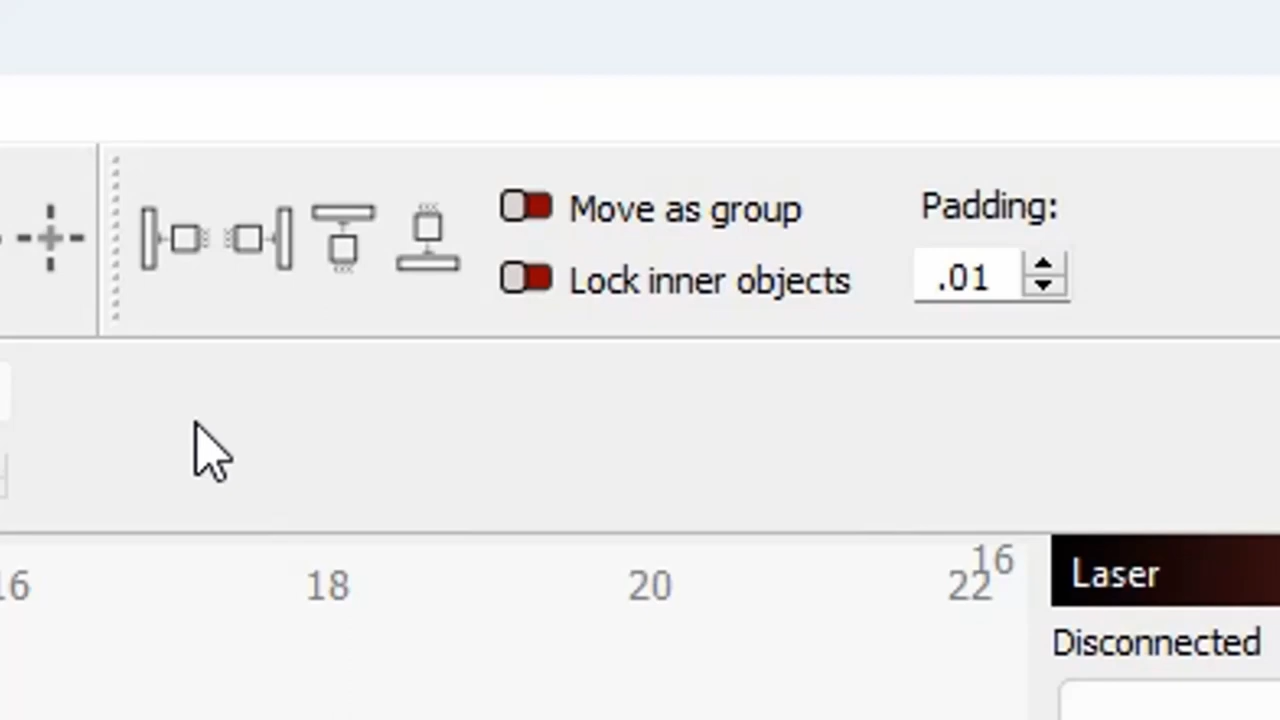 Move as group
Padding:
Lock inner objects
.01
16
18
20
22
16
Laser
Disconnected